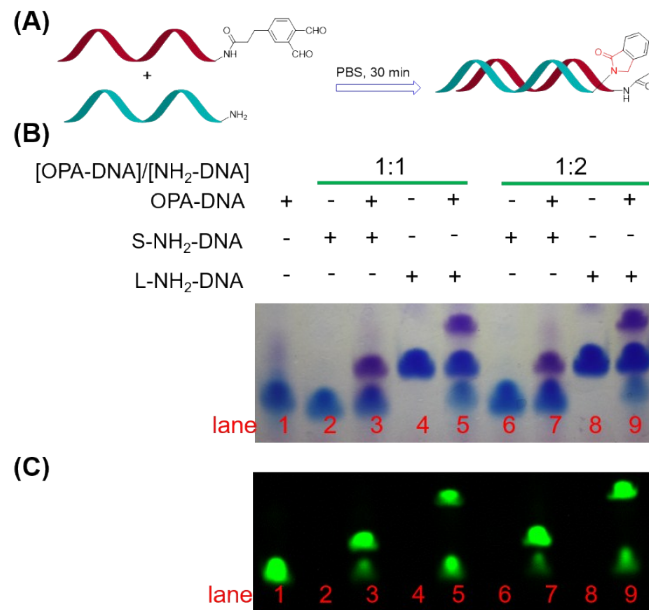 (A)
CHO
CHO
O
NH
+
NH₂
PBS, 30 min
O
N
N
H
O
(B)
[OPA-DNA]/[NH₂-DNA] 1:1 1:2
OPA-DNA + - + - + - + - +
S-NH₂-DNA - + + - - + + - -
L-NH₂-DNA - - - + + - - + +
lane 1 2 3 4 5 6 7 8 9
(C)
1 2 3 4 5 6 7 8 9